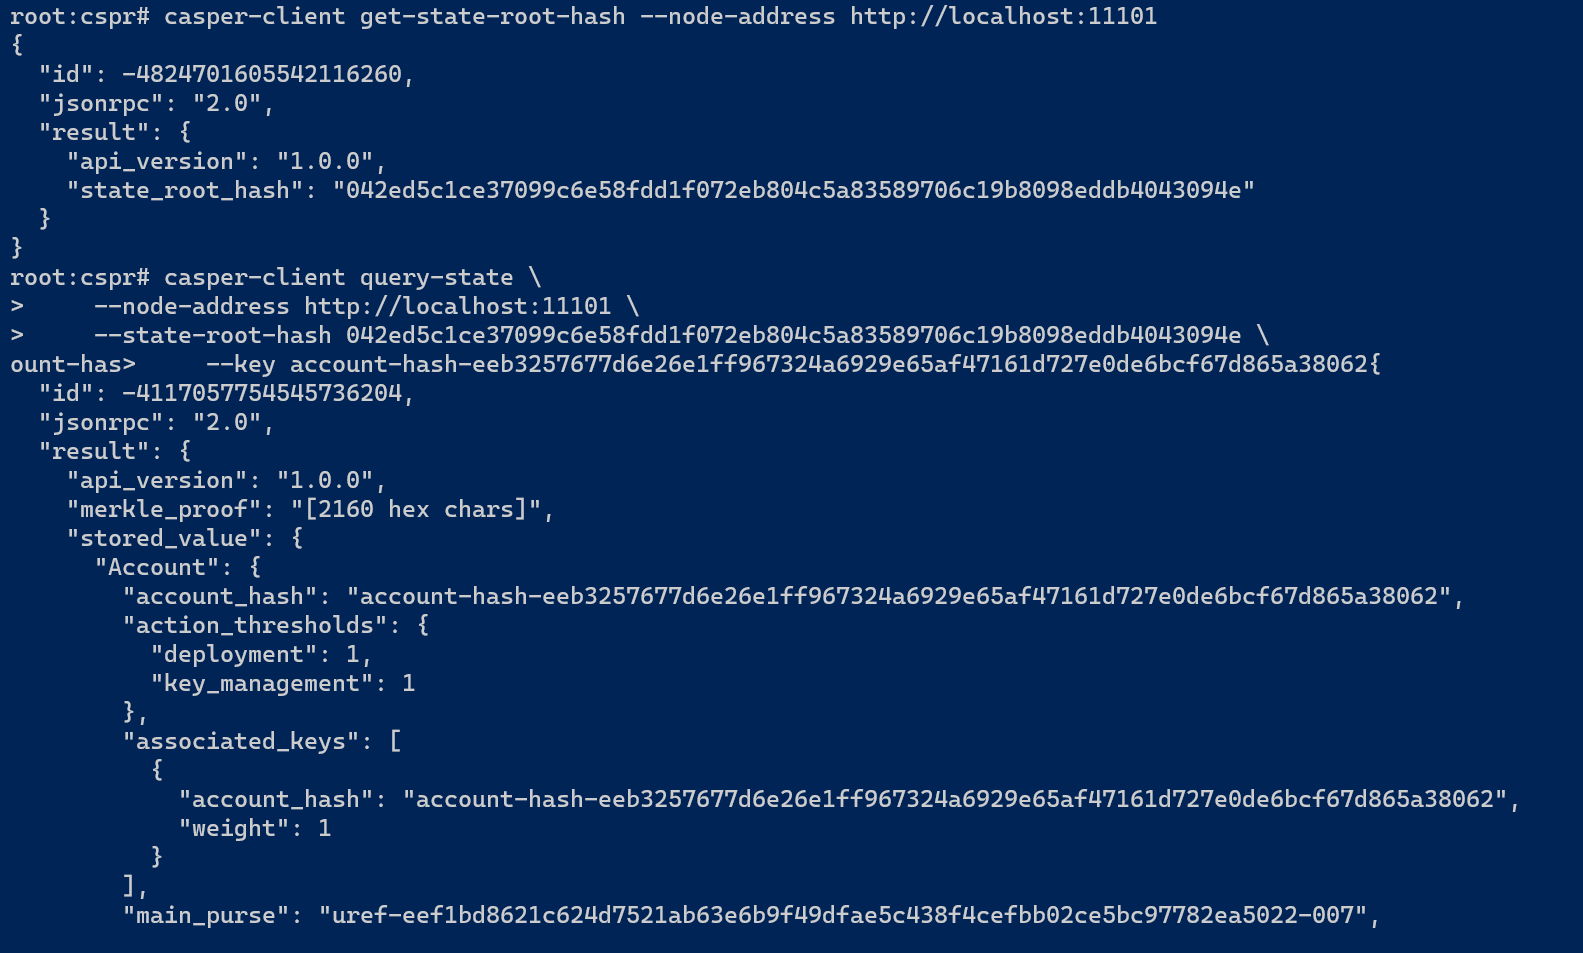 root:cspr# casper-client get-state-root-hash --node-address http://localhost:11101
{
  "id": -4824701605542116260,
  "jsonrpc": "2.0",
  "result": {
    "api_version": "1.0.0",
    "state_root_hash": "042ed5c1ce37099c6e58fdd1f072eb804c5a83589706c19b8098eddb4043094e"
  }
}
root:cspr# casper-client query-state \
>     --node-address http://localhost:11101 \
>     --state-root-hash 042ed5c1ce37099c6e58fdd1f072eb804c5a83589706c19b8098eddb4043094e \
ount-has>     --key account-hash-eeb3257677d6e26e1ff967324a6929e65af47161d727e0de6bcf67d865a38062{
  "id": -4117057754545736204,
  "jsonrpc": "2.0",
  "result": {
    "api_version": "1.0.0",
    "merkle_proof": "[2160 hex chars]",
    "stored_value": {
      "Account": {
        "account_hash": "account-hash-eeb3257677d6e26e1ff967324a6929e65af47161d727e0de6bcf67d865a38062",
        "action_thresholds": {
          "deployment": 1,
          "key_management": 1
        },
        "associated_keys": [
          {
            "account_hash": "account-hash-eeb3257677d6e26e1ff967324a6929e65af47161d727e0de6bcf67d865a38062",
            "weight": 1
          }
        ],
        "main_purse": "uref-eef1bd8621c624d7521ab63e6b9f49dfae5c438f4cefbb02ce5bc97782ea5022-007",